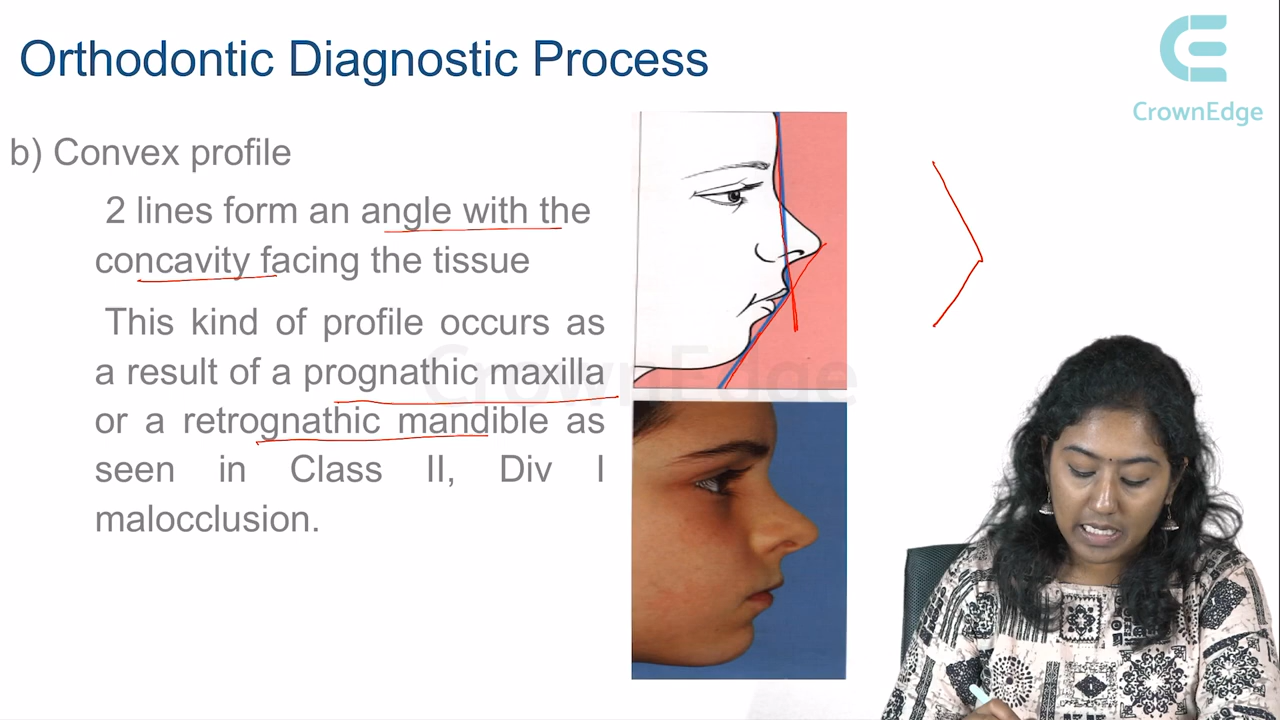 Orthodontic Diagnostic Process
CrownEdge
b) Convex profile
2 lines form an angle with the
concavity facing the tissue
This kind of profile occurs as
a result of a prognathic maxilla
or a retrognathic mandible as
seen in Class II, Div I
malocclusion.
CrownEdge